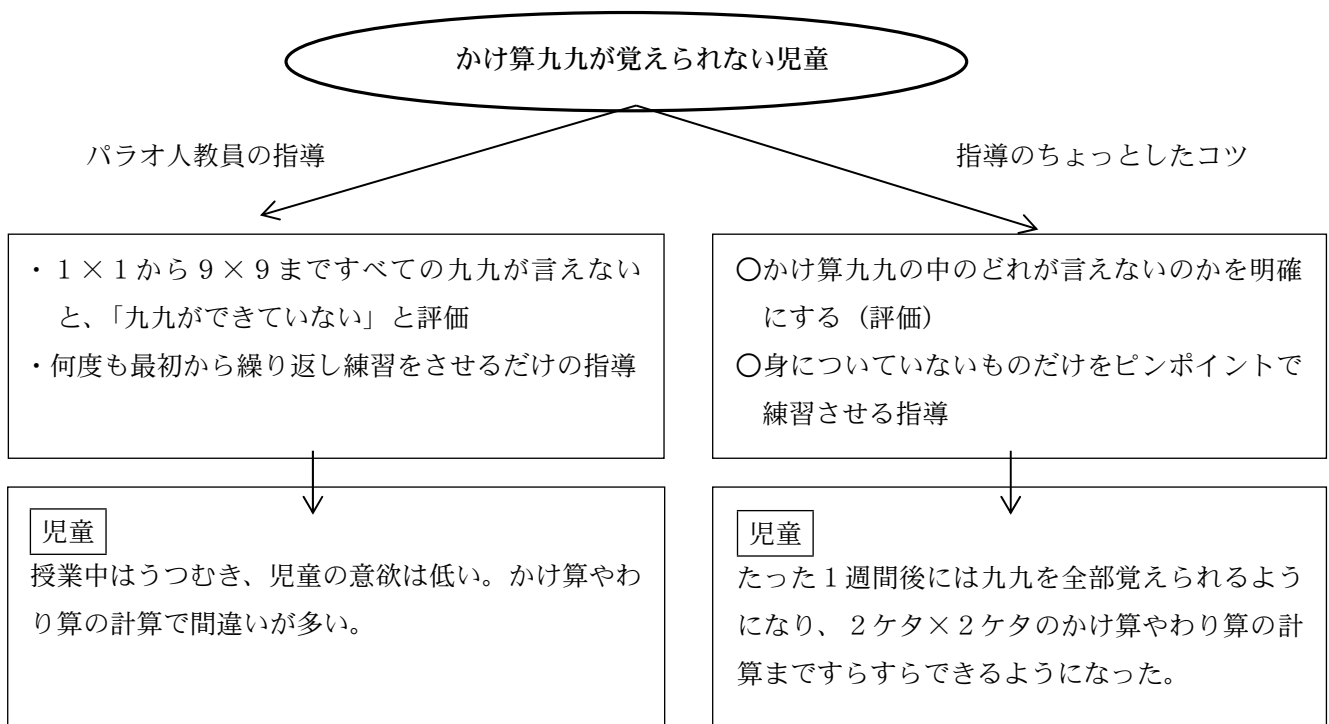 かけ算九九が覚えられない児童
パラオ人教員の指導
指導のちょっとしたコツ
・１×１から９×９まですべての九九が言えない
と、「九九ができていない」と評価
・何度も最初から繰り返し練習をさせるだけの指導
〇かけ算九九の中のどれが言えないのかを明確
にする（評価）
〇身についていないものだけをピンポイントで
練習させる指導
児童
授業中はうつむき、児童の意欲は低い。かけ算やわ
り算の計算で間違いが多い。
児童
たった１週間後には九九を全部覚えられるよう
になり、２ケタ×２ケタのかけ算やわり算の計
算まですらすらできるようになった。